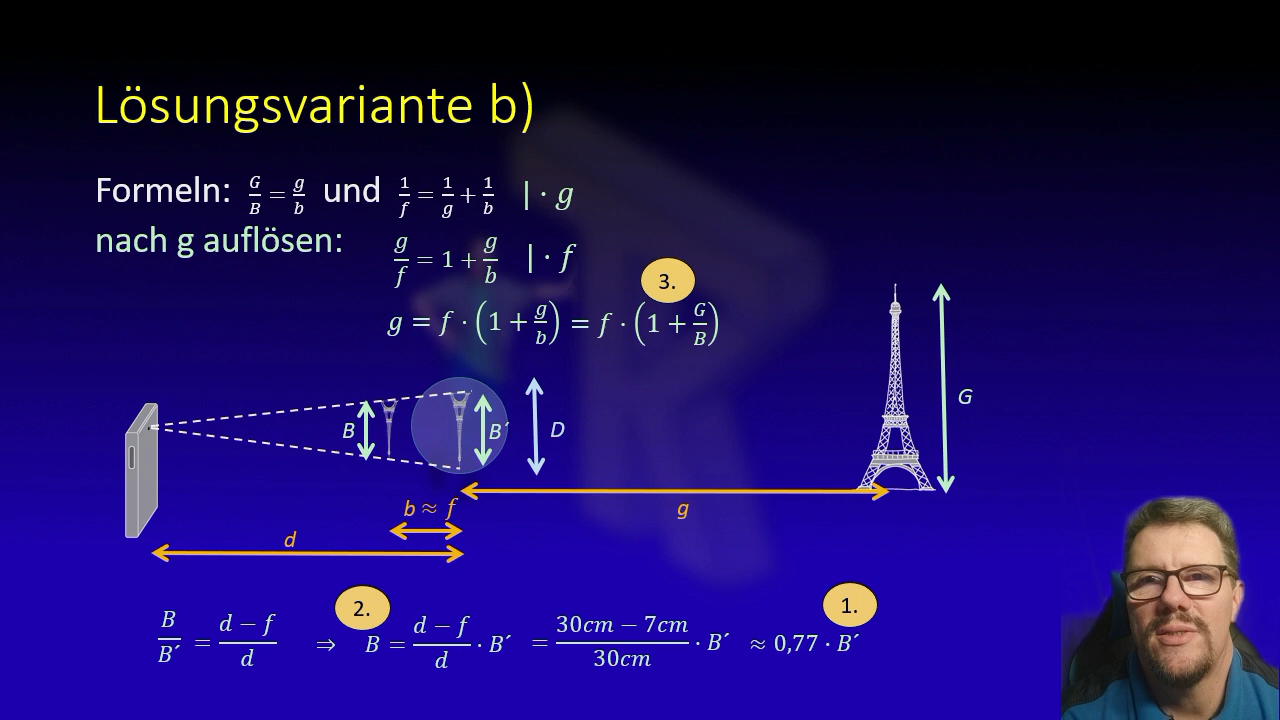 Lösungsvariante b)
Formeln: G/B = g/b und 1/f = 1/g + 1/b | · g
nach g auflösen: g/f = 1 + g/b | · f
3.
g = f · (1 + g/b) = f · (1 + G/B)
G
B
B´
D
b ≈ f
g
d
2.
1.
B/B´ = d − f/d ⇒ B = d − f/d · B´ = 30cm − 7cm/30cm · B´ ≈ 0,77 · B´